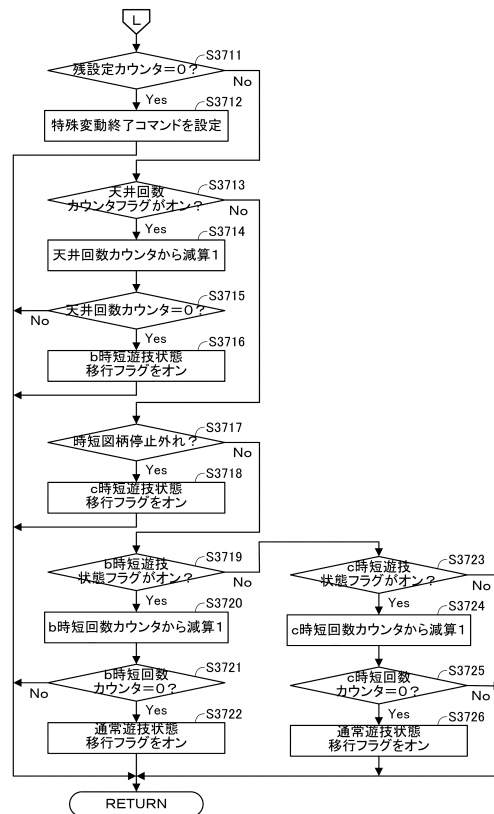 L
残設定カウンタ=0?
S3711
No
Yes
S3712
特殊変動終了コマンドを設定
天井回数
カウンタフラグがオン?
S3713
No
Yes
S3714
天井回数カウンタから減算1
天井回数カウンタ=0?
S3715
No
Yes
S3716
b時短遊技状態
移行フラグをオン
時短図柄停止外れ?
S3717
No
Yes
S3718
c時短遊技状態
移行フラグをオン
b時短遊技
状態フラグがオン?
S3719
No
Yes
S3720
b時短回数カウンタから減算1
b時短回数
カウンタ=0?
S3721
No
Yes
S3722
通常遊技状態
移行フラグをオン
c時短遊技
状態フラグがオン?
S3723
No
Yes
S3724
c時短回数カウンタから減算1
c時短回数
カウンタ=0?
S3725
No
Yes
S3726
通常遊技状態
移行フラグをオン
RETURN